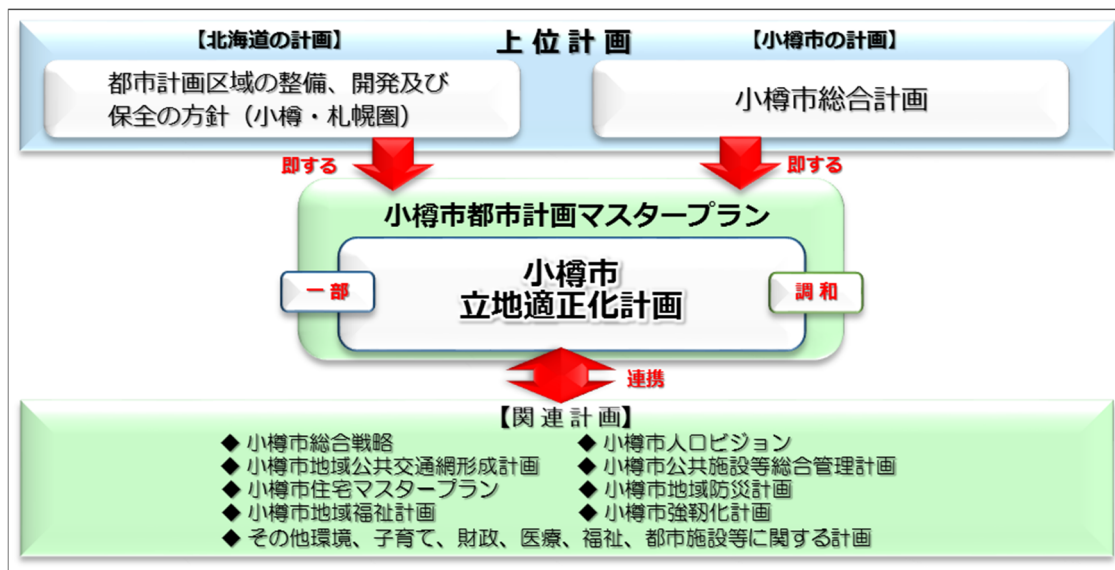 上位計画
【北海道の計画】
都市計画区域の整備、開発及び
保全の方針（小樽・札幌圏）
【小樽市の計画】
小樽市総合計画
即する
即する
小樽市都市計画マスタープラン
小樽市
立地適正化計画
一部
調和
連携
【関連計画】
◆ 小樽市総合戦略
◆ 小樽市人口ビジョン
◆ 小樽市地域公共交通網形成計画
◆ 小樽市公共施設等総合管理計画
◆ 小樽市住宅マスタープラン
◆ 小樽市地域防災計画
◆ 小樽市地域福祉計画
◆ 小樽市強靭化計画
◆ その他環境、子育て、財政、医療、福祉、都市施設等に関する計画